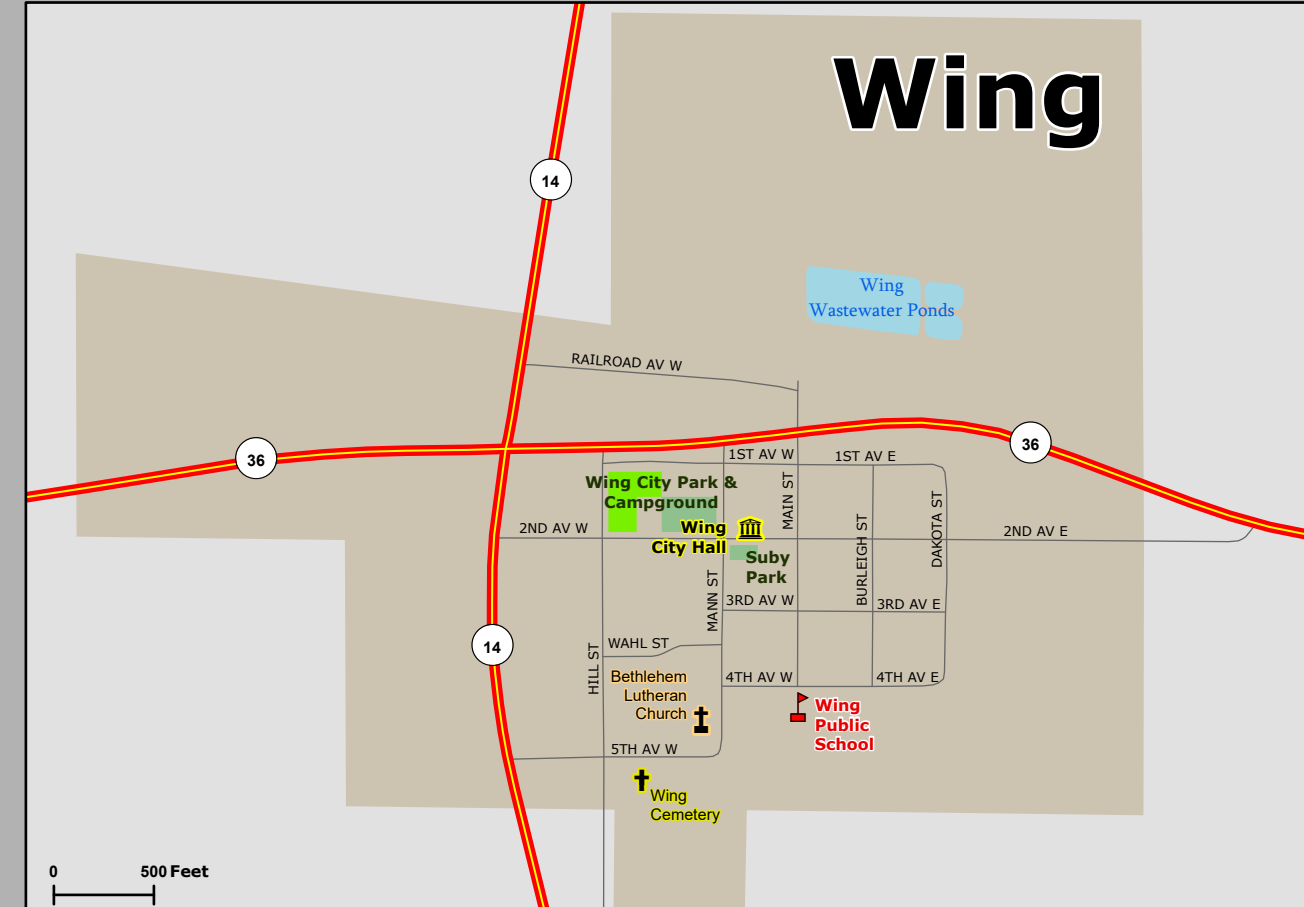 Wing
14
Wing
Wastewater Ponds
RAILROAD AV W
36
36
1ST AV W
1ST AV E
Wing City Park &
Campground
MAIN ST
DAKOTA ST
BURLEIGH ST
2ND AV W
Wing
City Hall
2ND AV E
Suby
Park
MANN ST
3RD AV W
3RD AV E
14
HILL ST
WAHL ST
Bethlehem
Lutheran
Church
4TH AV W
4TH AV E
Wing
Public
School
5TH AV W
Wing
Cemetery
0 500 Feet